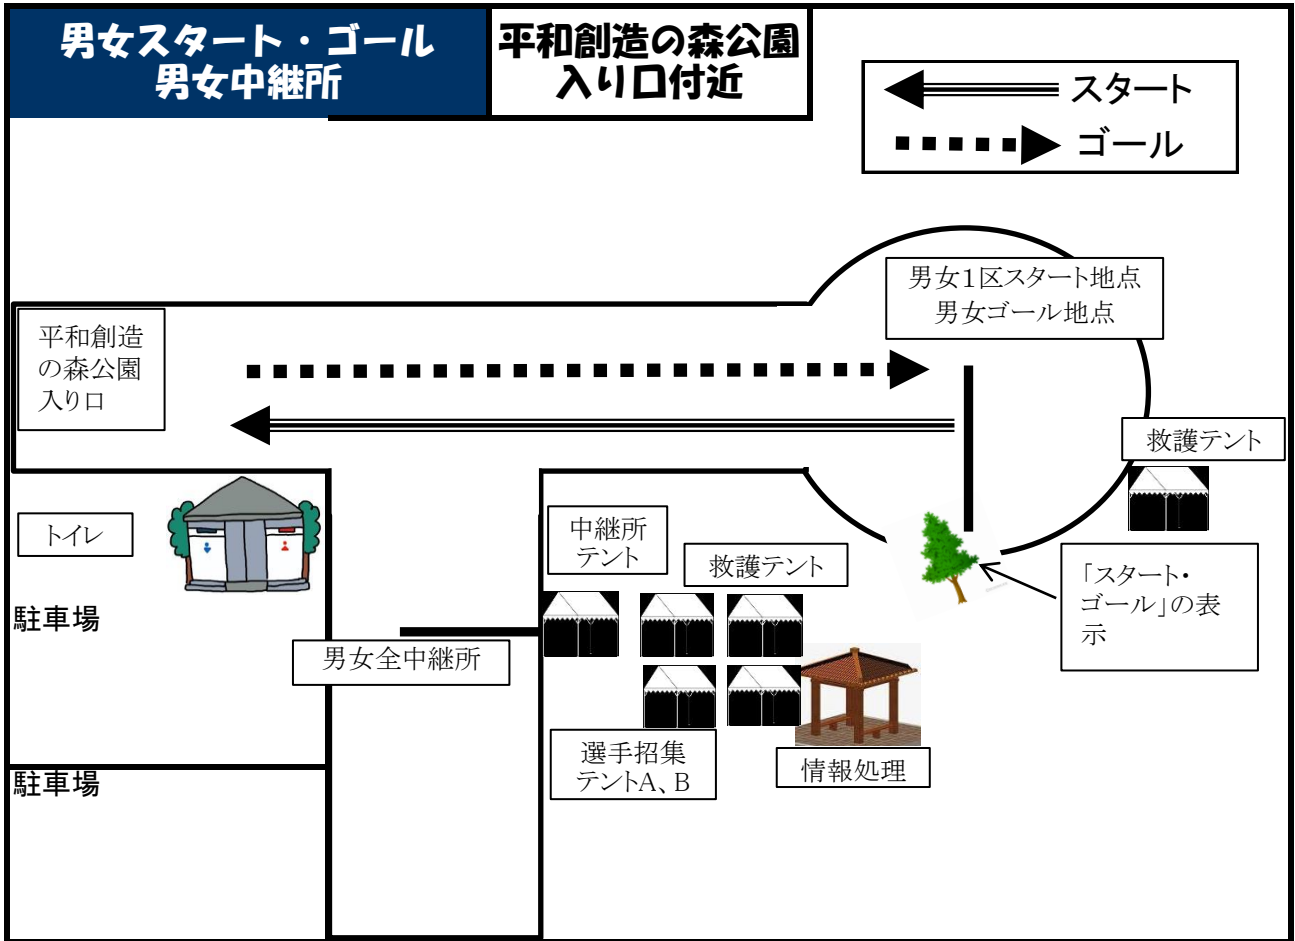 男女スタート・ゴール
男女中継所
平和創造の森公園
入り口付近
スタート
ゴール
男女1区スタート地点
男女ゴール地点
平和創造
の森公園
入り口
救護テント
トイレ
中継所
テント
救護テント
「スタート・
ゴール」の表
示
駐車場
男女全中継所
選手招集
テントA、B
情報処理
駐車場